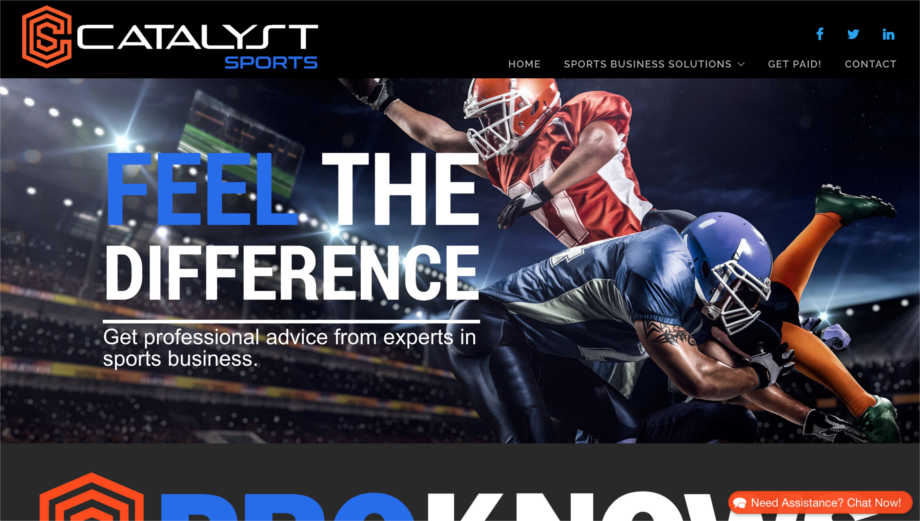 CATALYST
SPORTS
HOME
SPORTS BUSINESS SOLUTIONS
GET PAID!
CONTACT
FEEL THE
DIFFERENCE
Get professional advice from experts in
sports business.
Need Assistance? Chat Now!